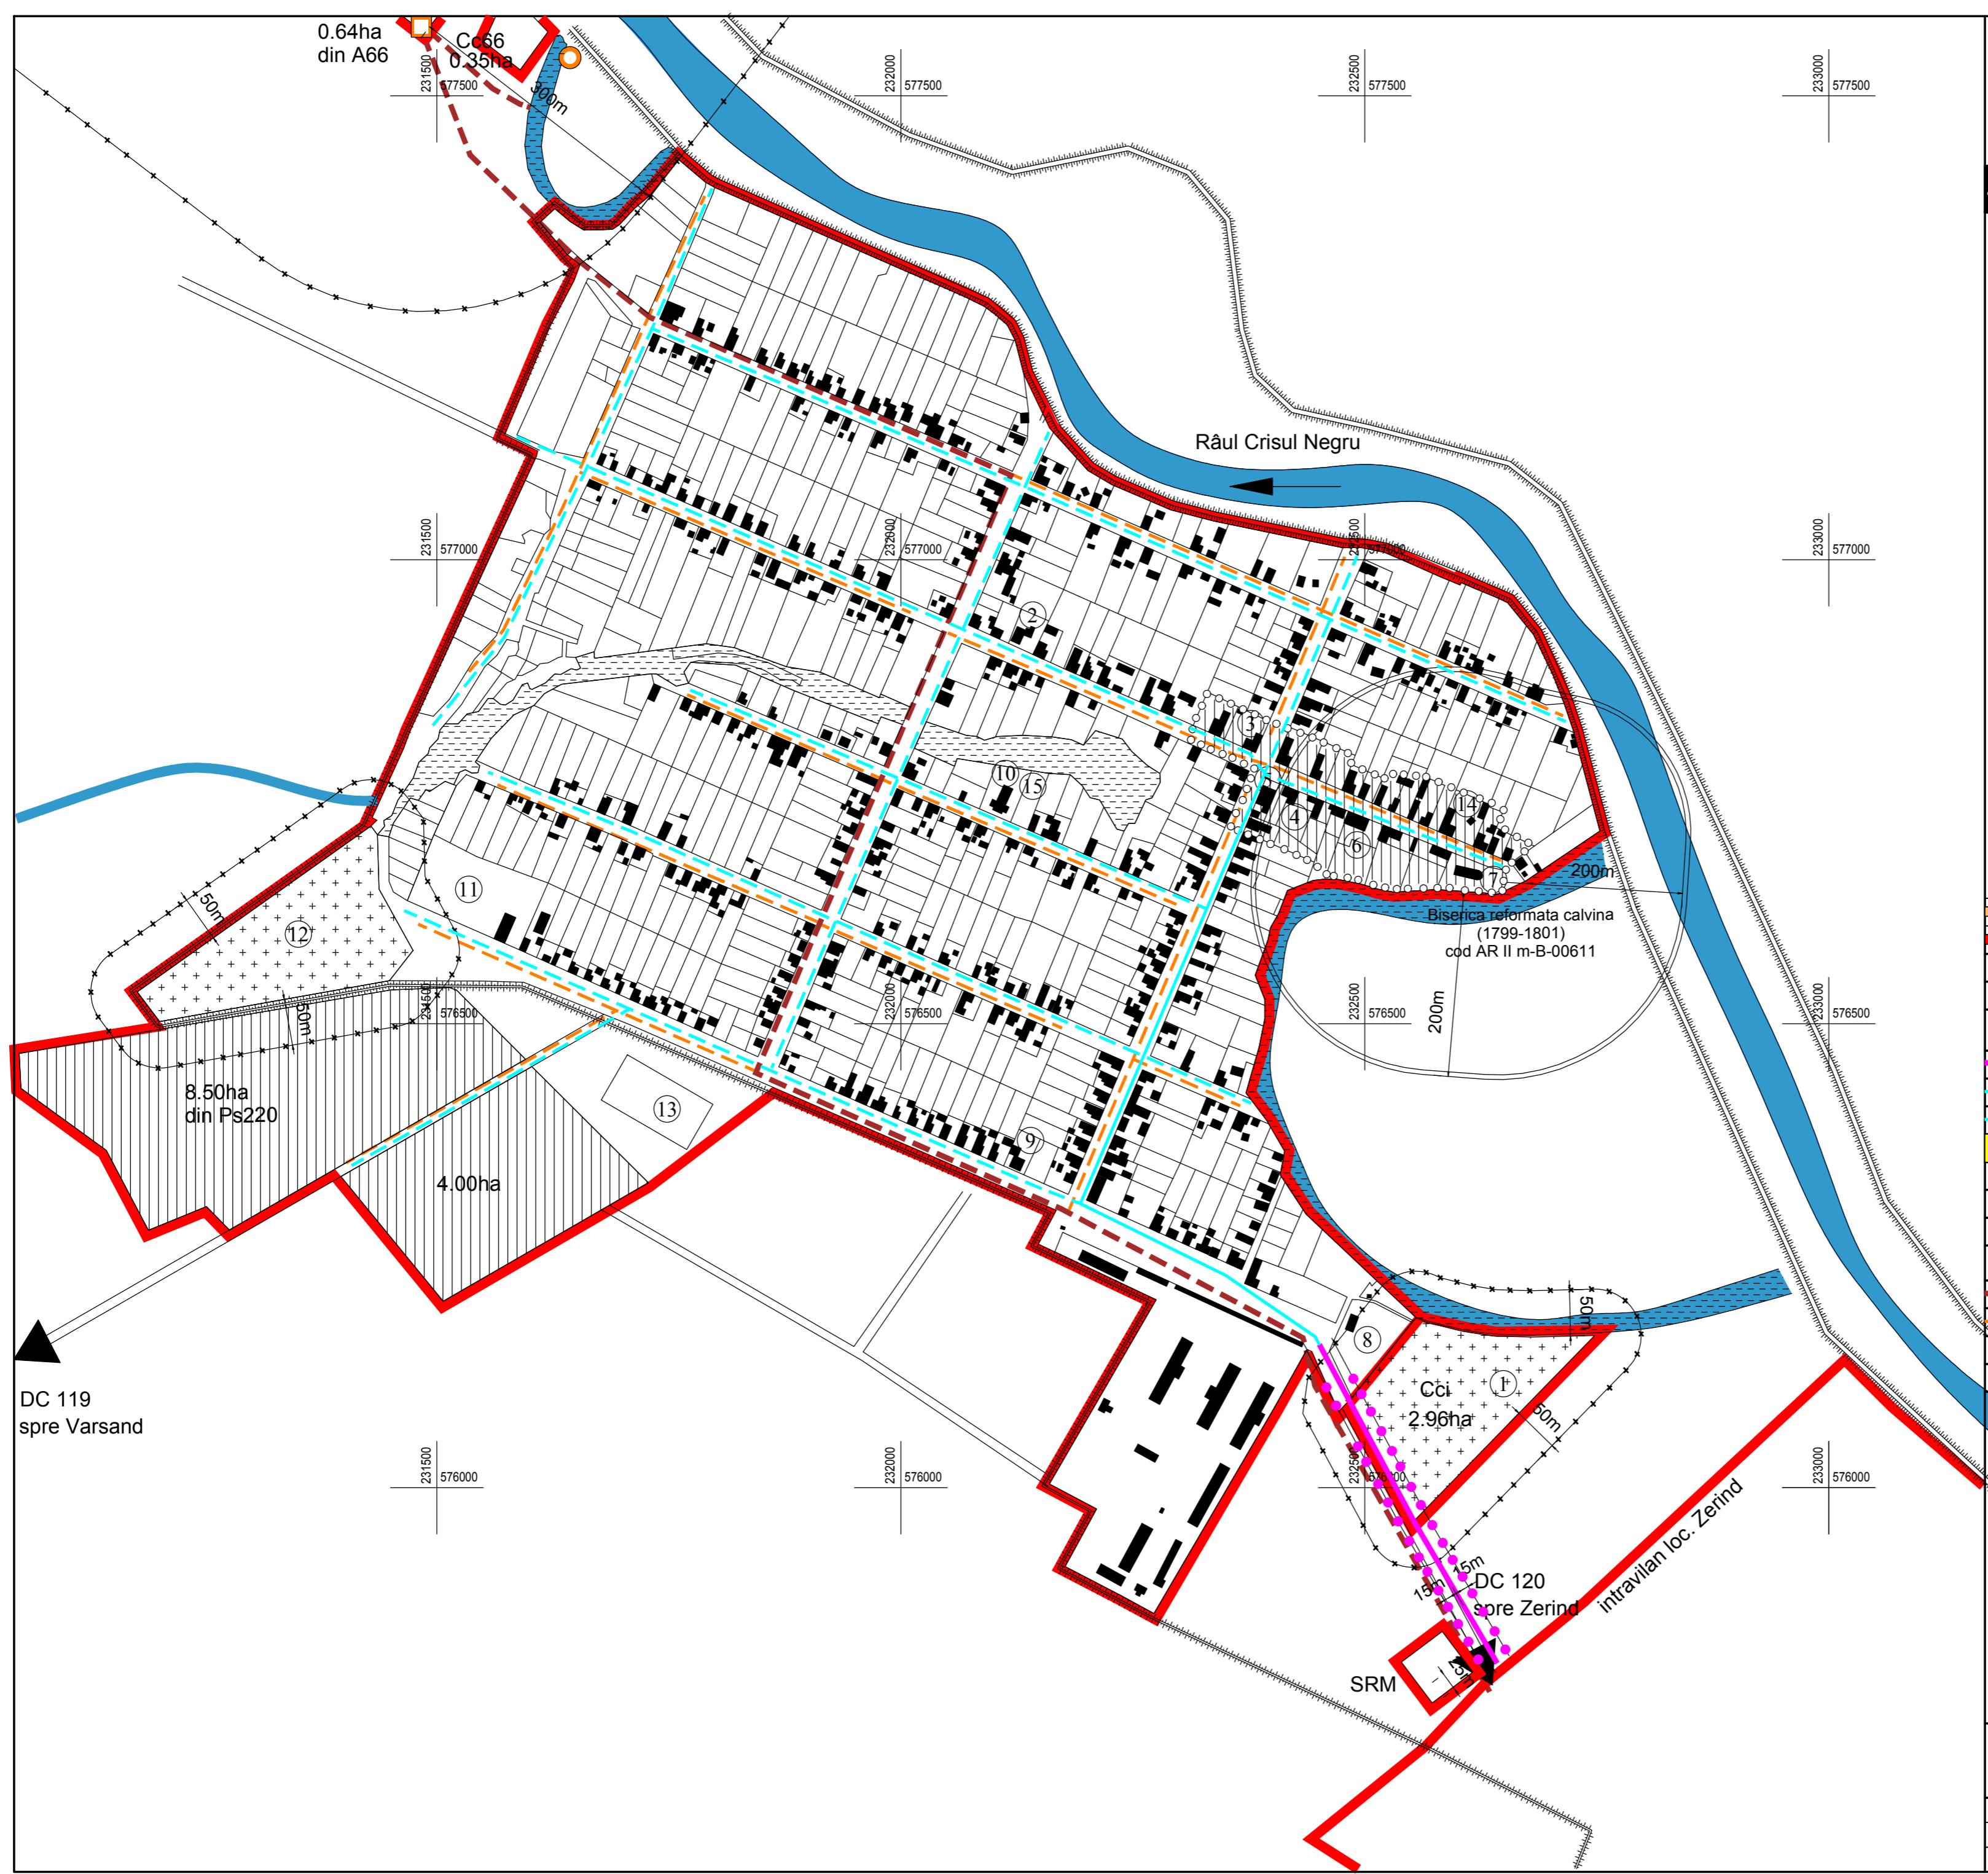 0.64ha
din A66
Cc66
0.35ha
300m
231500
577500
232000
577500
232500
577500
233000
577500
Râul Crisul Negru
231500
577000
232000
577000
232500
577000
233000
577000
2
3
10
15
4
14
6
7
200m
Biserica reformata calvina
(1799-1801)
cod AR II m-B-00611
11
50m
12
231500
576500
232000
576500
232500
576500
233000
576500
200m
50m
8.50ha
din Ps220
13
9
4.00ha
8
50m
1
Cci
2.96ha
50m
DC 119
spre Varsand
231500
576000
232000
576000
232500
576000
233000
576000
15m
15m
DC 120
spre Zerind
intravilan loc. Zerind
SRM